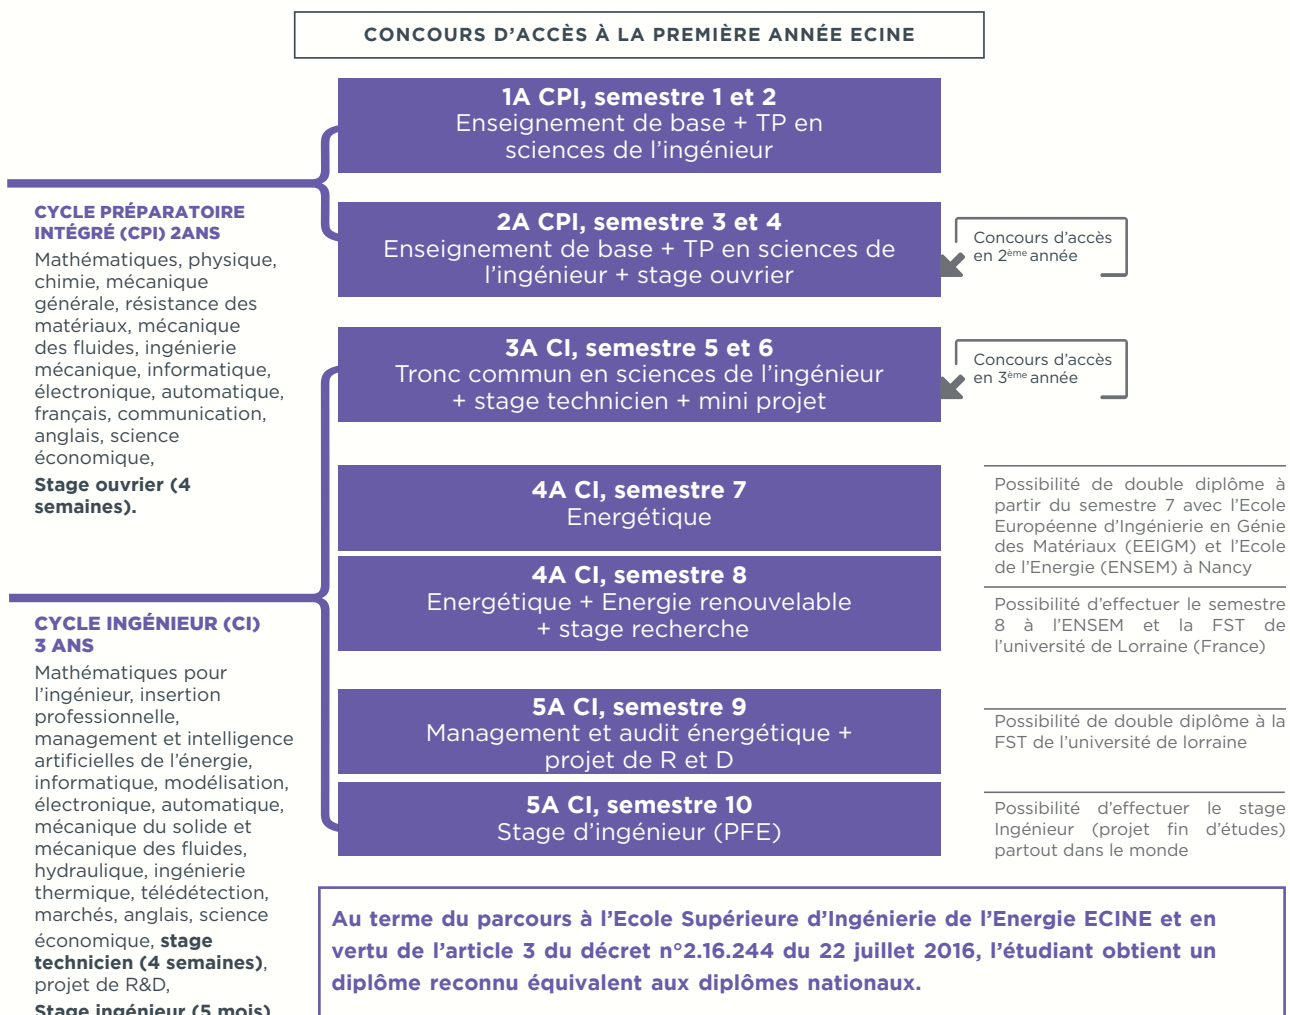 CONCOURS D'ACCÈS À LA PREMIÈRE ANNÉE ECINE
1A CPI, semestre 1 et 2
Enseignement de base + TP en
sciences de l'ingénieur
CYCLE PRÉPARATOIRE
INTÉGRÉ (CPI) 2ANS
Mathématiques, physique,
chimie, mécanique
générale, résistance des
matériaux, mécanique
des fluides, ingénierie
mécanique, informatique,
électronique, automatique,
français, communication,
anglais, science
économique,
Stage ouvrier (4
semaines).
2A CPI, semestre 3 et 4
Enseignement de base + TP en sciences de
l'ingénieur + stage ouvrier
Concours d'accès
en 2ème année
3A CI, semestre 5 et 6
Tronc commun en sciences de l'ingénieur
+ stage technicien + mini projet
Concours d'accès
en 3ème année
4A CI, semestre 7
Energétique
Possibilité de double diplôme à
partir du semestre 7 avec l'Ecole
Européenne d'Ingénierie en Génie
des Matériaux (EEIGM) et l'Ecole
de l'Energie (ENSEM) à Nancy
4A CI, semestre 8
Energétique + Energie renouvelable
+ stage recherche
Possibilité d'effectuer le semestre
8 à l'ENSEM et la FST de
l'université de Lorraine (France)
CYCLE INGÉNIEUR (CI)
3 ANS
Mathématiques pour
l'ingénieur, insertion
professionnelle,
management et intelligence
artificielles de l'énergie,
informatique, modélisation,
électronique, automatique,
mécanique du solide et
mécanique des fluides,
hydraulique, ingénierie
thermique, télédétection,
marchés, anglais, science
économique, stage
technicien (4 semaines),
projet de R&D,
Stage ingénieur (5 mois)
5A CI, semestre 9
Management et audit énergétique +
projet de R et D
Possibilité de double diplôme à la
FST de l'université de lorraine
5A CI, semestre 10
Stage d'ingénieur (PFE)
Possibilité d'effectuer le stage
Ingénieur (projet fin d'études)
partout dans le monde
Au terme du parcours à l'Ecole Supérieure d'Ingénierie de l'Energie ECINE et en
vertu de l'article 3 du décret n°2.16.244 du 22 juillet 2016, l'étudiant obtient un
diplôme reconnu équivalent aux diplômes nationaux.